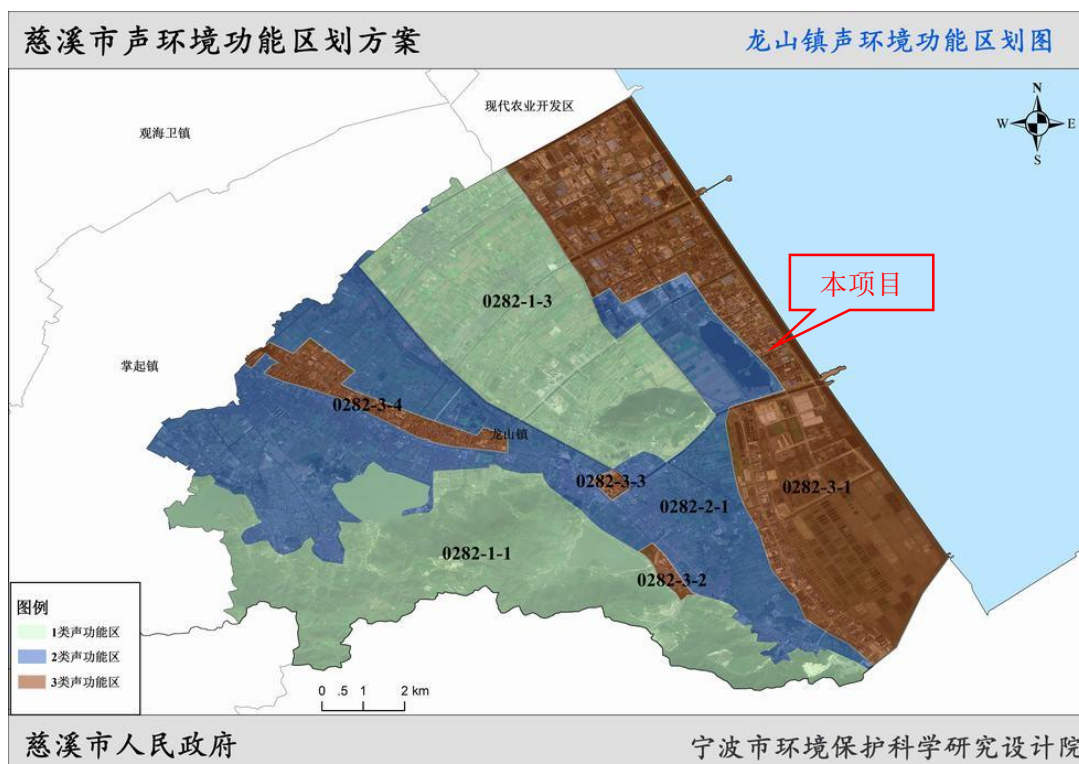 慈溪市声环境功能区划方案
龙山镇声环境功能区划图
现代农业开发区
观海卫镇
N
W
E
S
本项目
0282-1-3
掌起镇
0282-3-4
龙山镇
0282-3-3
0282-3-1
0282-2-1
0282-1-1
0282-3-2
图例
1类声功能区
2类声功能区
3类声功能区
0 .5 1 2 km
慈溪市人民政府
宁波市环境保护科学研究设计院